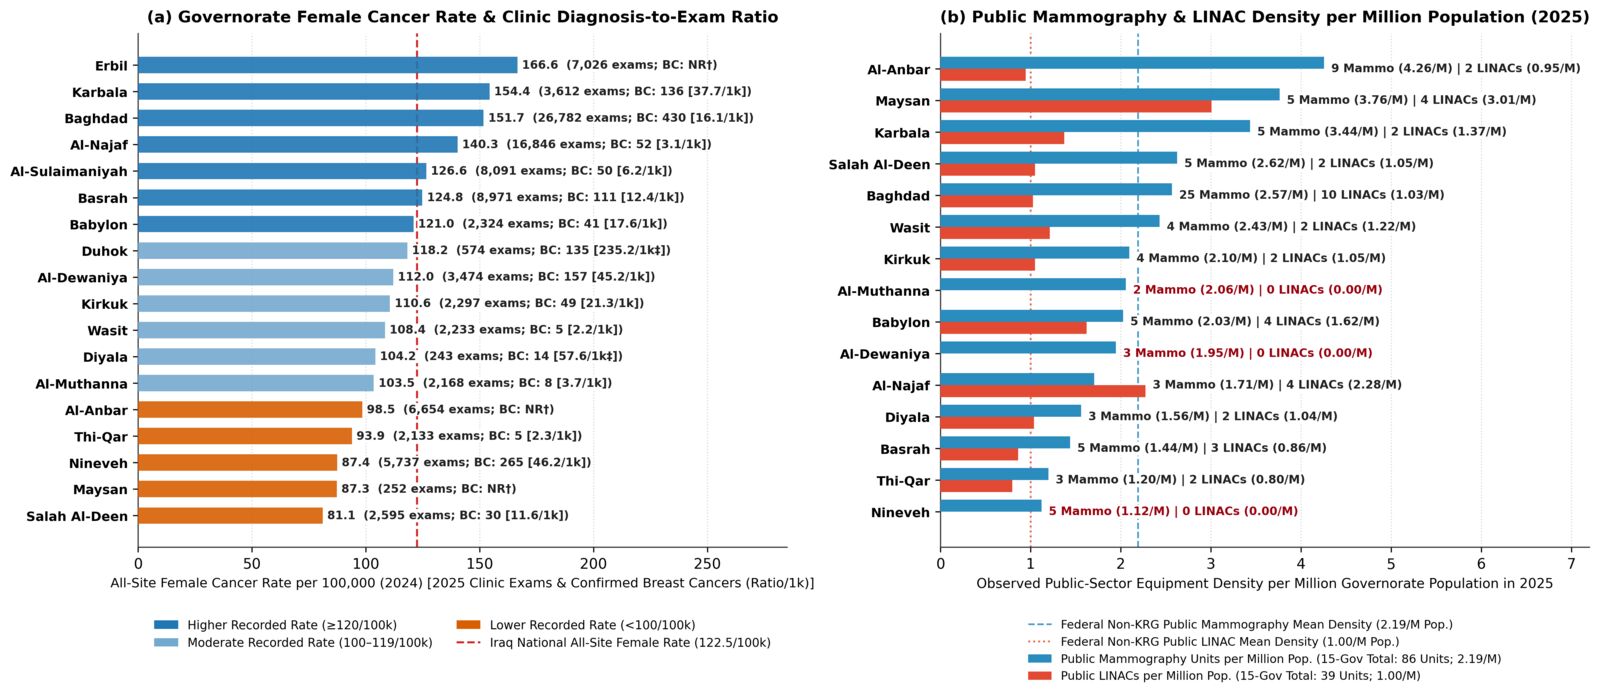 (a) Governorate Female Cancer Rate & Clinic Diagnosis-to-Exam Ratio
Erbil 166.6 (7,026 exams; BC: NR†)
Karbala 154.4 (3,612 exams; BC: 136 [37.7/1k])
Baghdad 151.7 (26,782 exams; BC: 430 [16.1/1k])
Al-Najaf 140.3 (16,846 exams; BC: 52 [3.1/1k])
Al-Sulaimaniyah 126.6 (8,091 exams; BC: 50 [6.2/1k])
Basrah 124.8 (8,971 exams; BC: 111 [12.4/1k])
Babylon 121.0 (2,324 exams; BC: 41 [17.6/1k])
Duhok 118.2 (574 exams; BC: 135 [235.2/1k‡])
Al-Dewaniya 112.0 (3,474 exams; BC: 157 [45.2/1k])
Kirkuk 110.6 (2,297 exams; BC: 49 [21.3/1k])
Wasit 108.4 (2,233 exams; BC: 5 [2.2/1k])
Diyala 104.2 (243 exams; BC: 14 [57.6/1k‡])
Al-Muthanna 103.5 (2,168 exams; BC: 8 [3.7/1k])
Al-Anbar 98.5 (6,654 exams; BC: NR†)
Thi-Qar 93.9 (2,133 exams; BC: 5 [2.3/1k])
Nineveh 87.4 (5,737 exams; BC: 265 [46.2/1k])
Maysan 87.3 (252 exams; BC: NR†)
Salah Al-Deen 81.1 (2,595 exams; BC: 30 [11.6/1k])
0 50 100 150 200 250
All-Site Female Cancer Rate per 100,000 (2024) [2025 Clinic Exams & Confirmed Breast Cancers (Ratio/1k)]
Higher Recorded Rate (≥120/100k)
Moderate Recorded Rate (100–119/100k)
Lower Recorded Rate (<100/100k)
Iraq National All-Site Female Rate (122.5/100k)
(b) Public Mammography & LINAC Density per Million Population (2025)
Al-Anbar 9 Mammo (4.26/M) | 2 LINACs (0.95/M)
Maysan 5 Mammo (3.76/M) | 4 LINACs (3.01/M)
Karbala 5 Mammo (3.44/M) | 2 LINACs (1.37/M)
Salah Al-Deen 5 Mammo (2.62/M) | 2 LINACs (1.05/M)
Baghdad 25 Mammo (2.57/M) | 10 LINACs (1.03/M)
Wasit 4 Mammo (2.43/M) | 2 LINACs (1.22/M)
Kirkuk 4 Mammo (2.10/M) | 2 LINACs (1.05/M)
Al-Muthanna 2 Mammo (2.06/M) | 0 LINACs (0.00/M)
Babylon 5 Mammo (2.03/M) | 4 LINACs (1.62/M)
Al-Dewaniya 3 Mammo (1.95/M) | 0 LINACs (0.00/M)
Al-Najaf 3 Mammo (1.71/M) | 4 LINACs (2.28/M)
Diyala 3 Mammo (1.56/M) | 2 LINACs (1.04/M)
Basrah 5 Mammo (1.44/M) | 3 LINACs (0.86/M)
Thi-Qar 3 Mammo (1.20/M) | 2 LINACs (0.80/M)
Nineveh 5 Mammo (1.12/M) | 0 LINACs (0.00/M)
0 1 2 3 4 5 6 7
Observed Public-Sector Equipment Density per Million Governorate Population in 2025
Federal Non-KRG Public Mammography Mean Density (2.19/M Pop.)
Federal Non-KRG Public LINAC Mean Density (1.00/M Pop.)
Public Mammography Units per Million Pop. (15-Gov Total: 86 Units; 2.19/M)
Public LINACs per Million Pop. (15-Gov Total: 39 Units; 1.00/M)